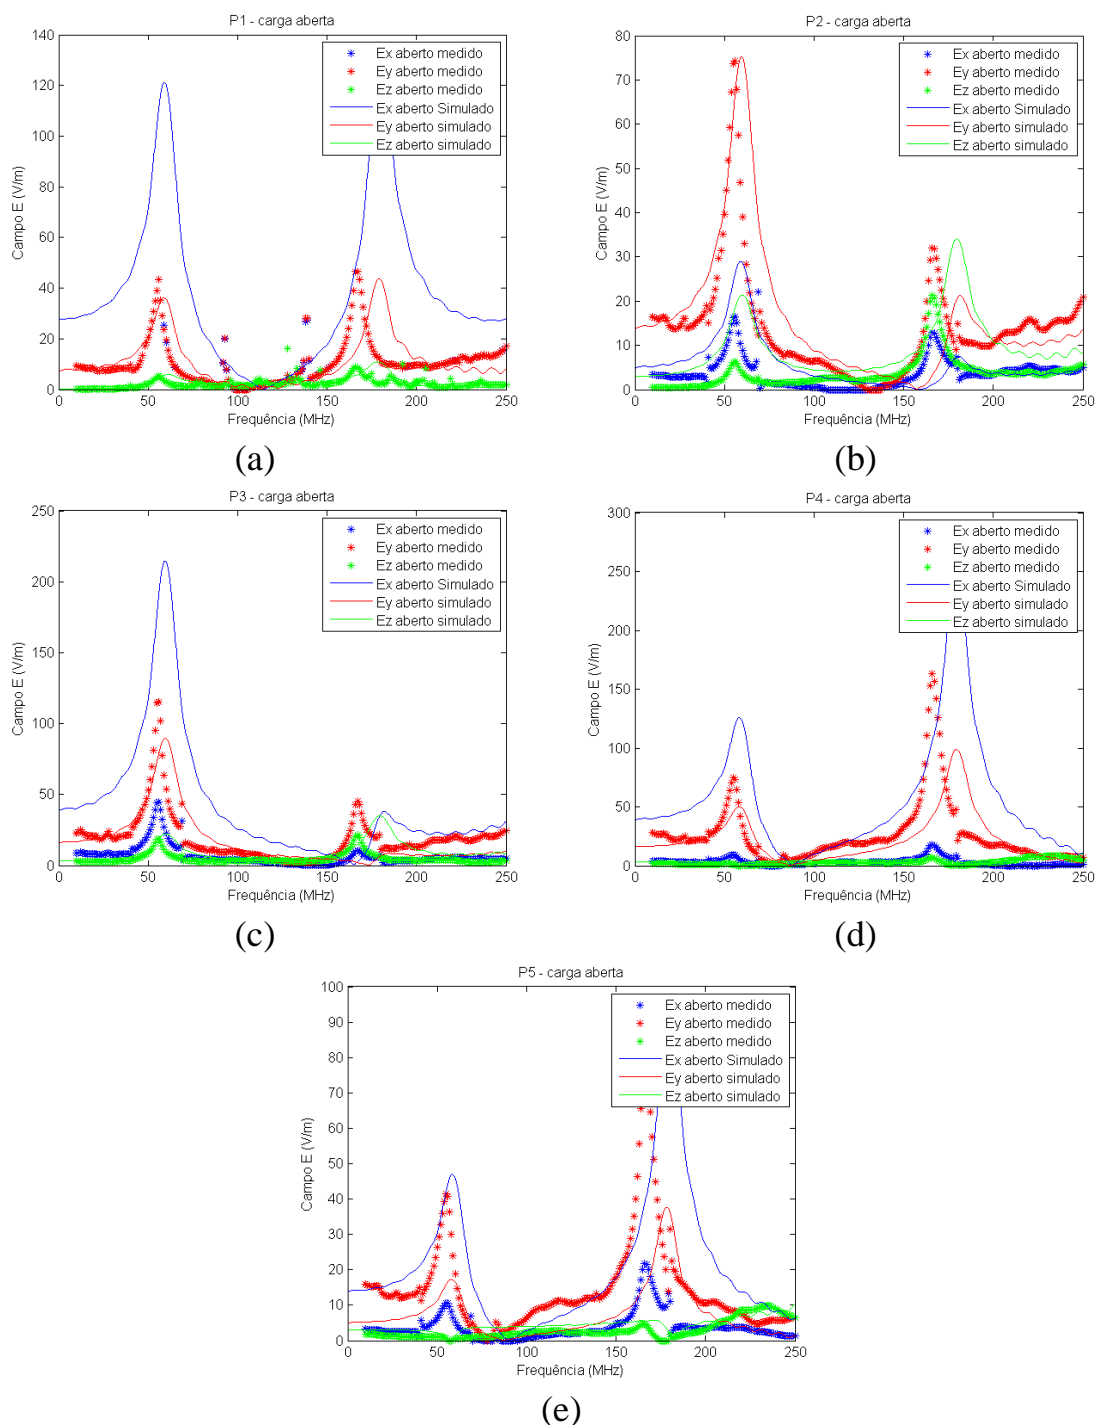 P1 - carga aberta
Campo E (V/m)
140
120
100
80
60
40
20
0
Ex aberto medido
Ey aberto medido
Ez aberto medido
Ex aberto Simulado
Ey aberto simulado
Ez aberto simulado
0 50 100 150 200 250
Frequência (MHz)
(a)
P2 - carga aberta
Campo E (V/m)
80
70
60
50
40
30
20
10
0
Ex aberto medido
Ey aberto medido
Ez aberto medido
Ex aberto Simulado
Ey aberto simulado
Ez aberto simulado
0 50 100 150 200 250
Frequência (MHz)
(b)
P3 - carga aberta
Campo E (V/m)
250
200
150
100
50
0
Ex aberto medido
Ey aberto medido
Ez aberto medido
Ex aberto Simulado
Ey aberto simulado
Ez aberto simulado
0 50 100 150 200 250
Frequência (MHz)
(c)
P4 - carga aberta
Campo E (V/m)
300
250
200
150
100
50
0
Ex aberto medido
Ey aberto medido
Ez aberto medido
Ex aberto Simulado
Ey aberto simulado
Ez aberto simulado
0 50 100 150 200 250
Frequência (MHz)
(d)
P5 - carga aberta
Campo E (V/m)
100
90
80
70
60
50
40
30
20
10
0
Ex aberto medido
Ey aberto medido
Ez aberto medido
Ex aberto Simulado
Ey aberto simulado
Ez aberto simulado
0 50 100 150 200 250
Frequência (MHz)
(e)